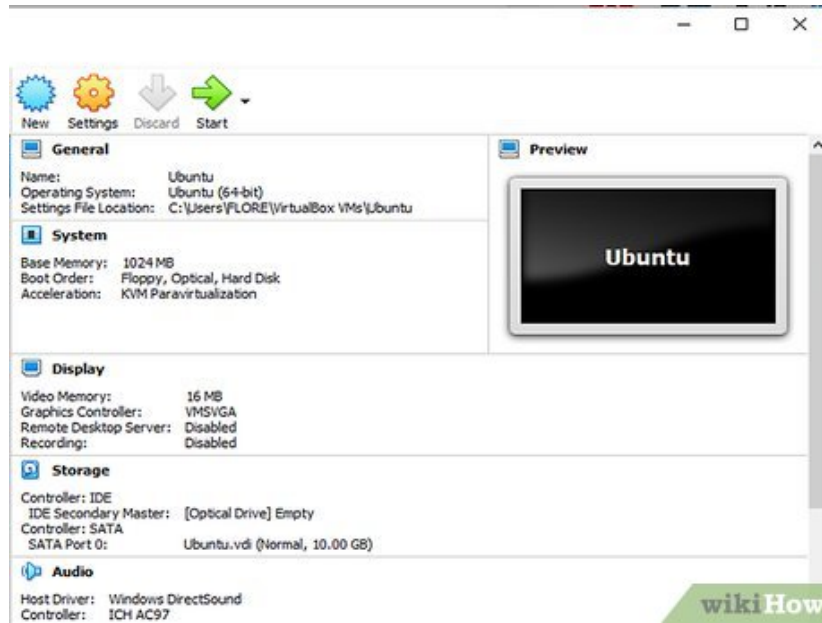 New Settings Discard Start
General
Name: Ubuntu
Operating System: Ubuntu (64-bit)
Settings File Location: C:\Users\FLORE\VirtualBox VMs\Ubuntu
System
Base Memory: 1024 MB
Boot Order: Floppy, Optical, Hard Disk
Acceleration: KVM Paravirtualization
Preview
Ubuntu
Display
Video Memory: 16 MB
Graphics Controller: VMSVGA
Remote Desktop Server: Disabled
Recording: Disabled
Storage
Controller: IDE
IDE Secondary Master: [Optical Drive] Empty
Controller: SATA
SATA Port 0: Ubuntu.vdi (Normal, 10.00 GB)
Audio
Host Driver: Windows DirectSound
Controller: ICH AC97
wikiHow